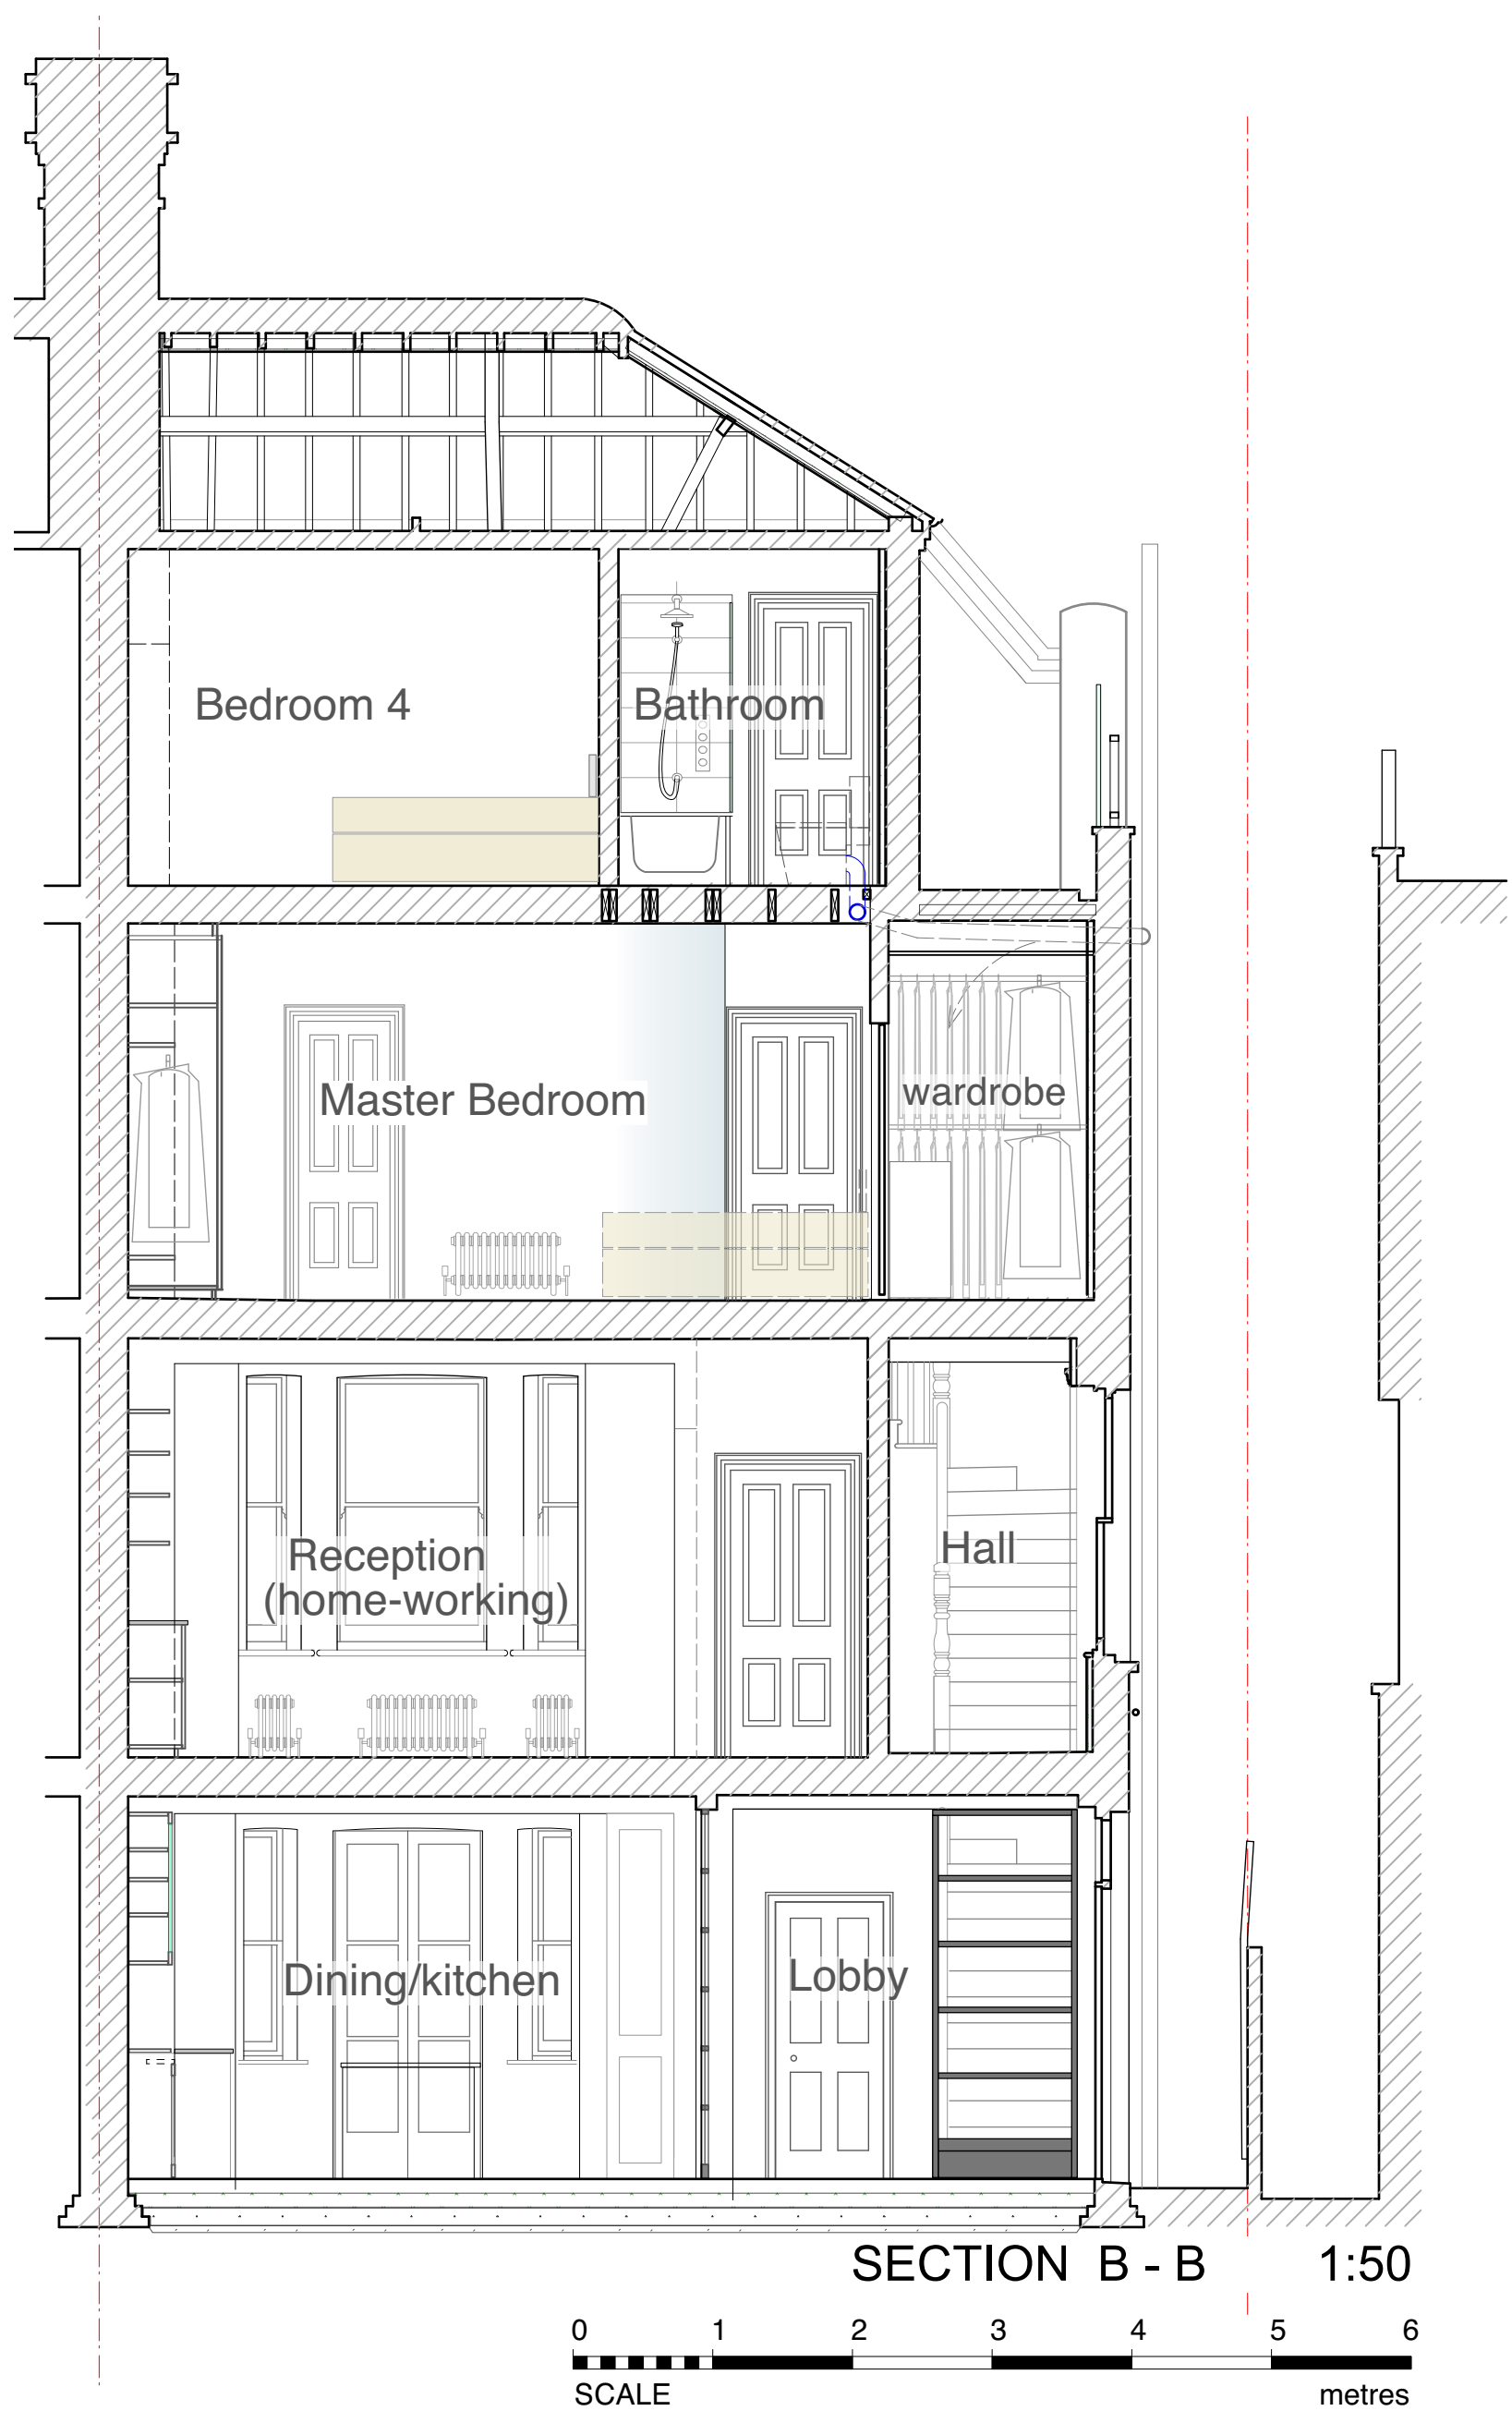 Bedroom 4
Bathroom
Master Bedroom
wardrobe
Reception
(home-working)
Hall
Dining/kitchen
Lobby
SECTION B - B 1:50
0 1 2 3 4 5 6
SCALE metres